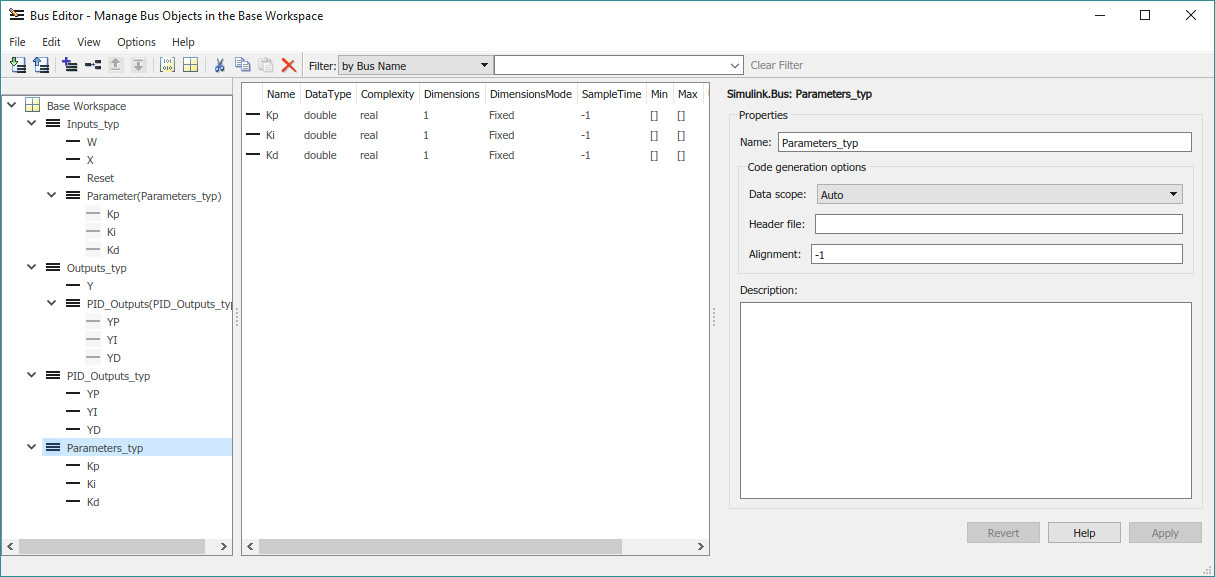 Bus Editor - Manage Bus Objects in the Base Workspace
File Edit View Options Help
Filter: by Bus Name Clear Filter
Base Workspace
Inputs_typ
W
X
Reset
Parameter(Parameters_typ)
Kp
Ki
Kd
Outputs_typ
Y
PID_Outputs(PID_Outputs_typ
YP
YI
YD
PID_Outputs_typ
YP
YI
YD
Parameters_typ
Kp
Ki
Kd
Name DataType Complexity Dimensions DimensionsMode SampleTime Min Max
Kp double real 1 Fixed -1 [] []
Ki double real 1 Fixed -1 [] []
Kd double real 1 Fixed -1 [] []
Simulink.Bus: Parameters_typ
Properties
Name: Parameters_typ
Code generation options
Data scope: Auto
Header file:
Alignment: -1
Description:
Revert Help Apply